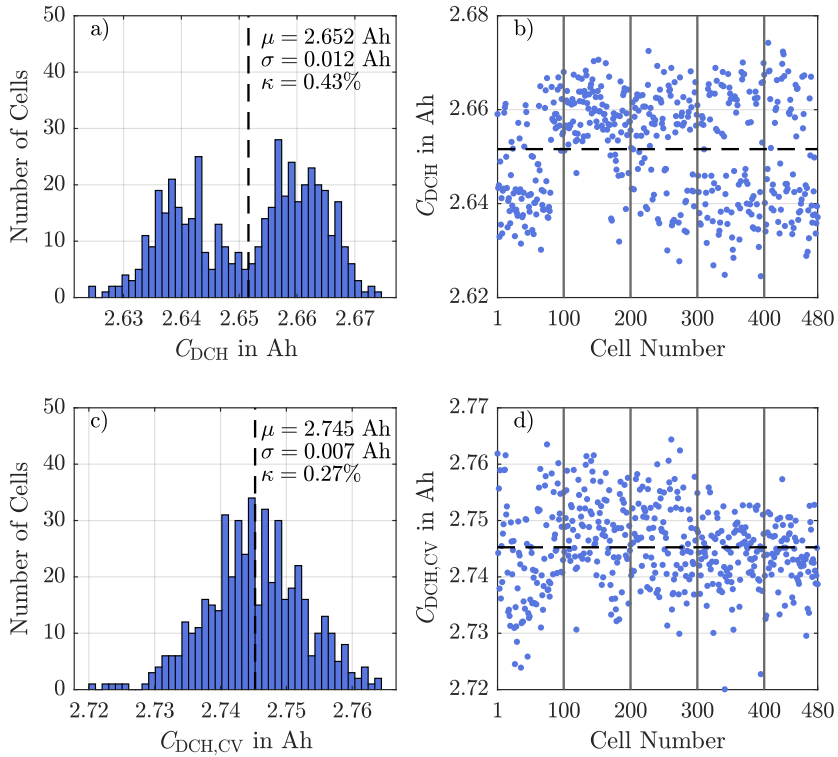 a)
μ = 2.652 Ah
σ = 0.012 Ah
κ = 0.43%
50
40
30
20
10
0
Number of Cells
2.63 2.64 2.65 2.66 2.67
C_DCH in Ah
b)
2.68
2.66
2.64
2.62
C_DCH in Ah
1 100 200 300 400 480
Cell Number
c)
μ = 2.745 Ah
σ = 0.007 Ah
κ = 0.27%
50
40
30
20
10
0
Number of Cells
2.72 2.73 2.74 2.75 2.76
C_DCH,CV in Ah
d)
2.77
2.76
2.75
2.74
2.73
2.72
C_DCH,CV in Ah
1 100 200 300 400 480
Cell Number